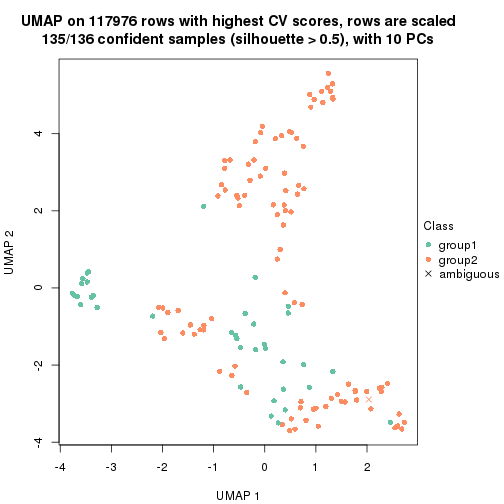 UMAP on 117976 rows with highest CV scores, rows are scaled
135/136 confident samples (silhouette > 0.5), with 10 PCs
4
2
0
-2
-4
UMAP 2
-4
-3
-2
-1
0
1
2
UMAP 1
Class
group1
group2
ambiguous